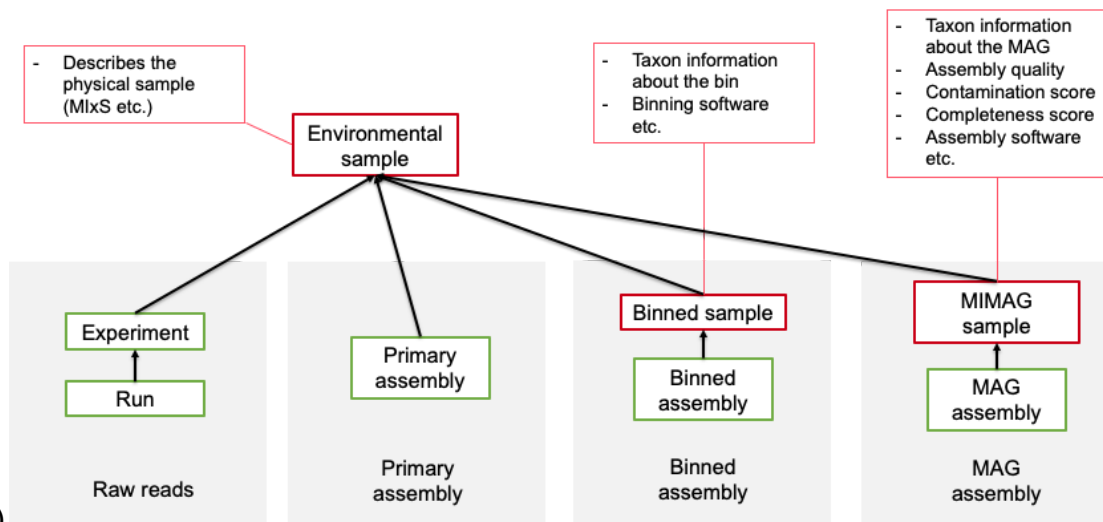 - Describes the
physical sample
(MIxS etc.)
- Taxon information
about the bin
- Binning software
etc.
- Taxon information
about the MAG
- Assembly quality
- Contamination score
- Completeness score
- Assembly software
etc.
Environmental
sample
Experiment
Run
Raw reads
Primary
assembly
Primary
assembly
Binned sample
Binned
assembly
Binned
assembly
MIMAG
sample
MAG
assembly
MAG
assembly
)